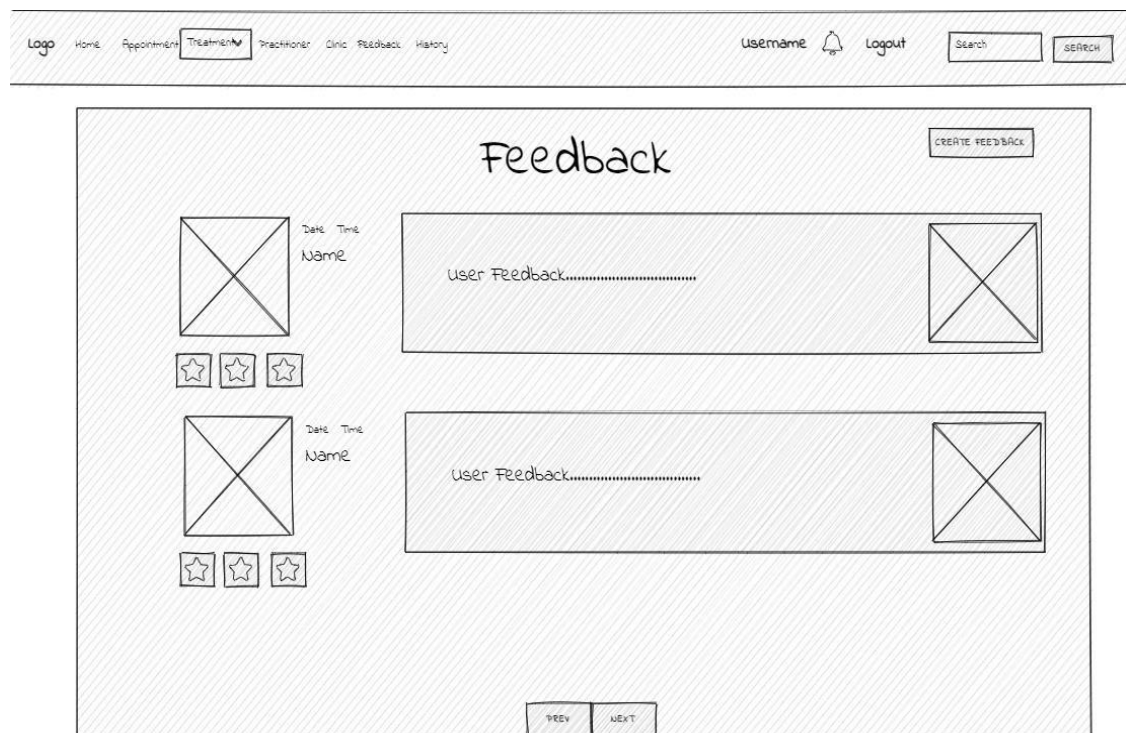 Logo Home Appointment Treatment Practitioner Clinic Feedback History Username Logout Search SEARCH
Feedback
CREATE FEEDBACK
Date Time
Name
User Feedback.................................
Date Time
Name
User Feedback.................................
PREV NEXT